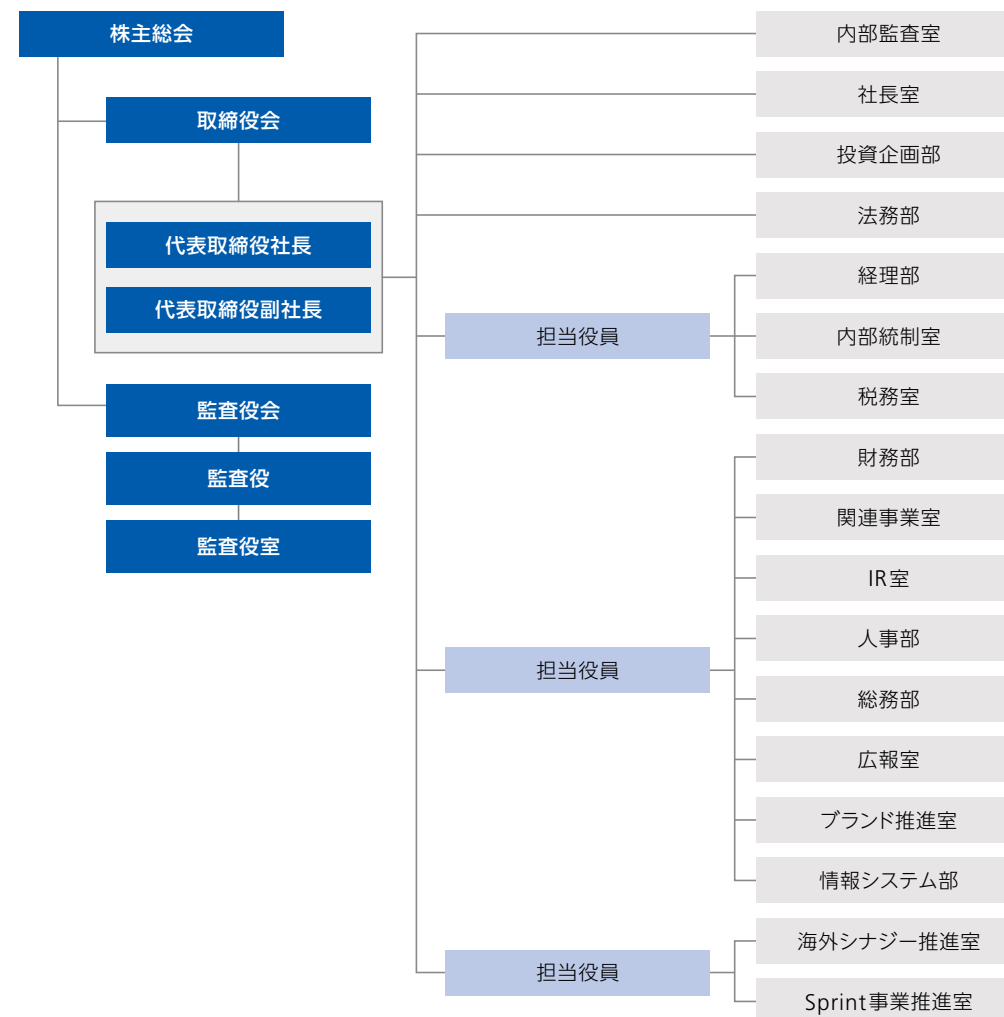 株主総会
取締役会
代表取締役社長
代表取締役副社長
監査役会
監査役
監査役室
担当役員
担当役員
担当役員
内部監査室
社長室
投資企画部
法務部
経理部
内部統制室
税務室
財務部
関連事業室
IR室
人事部
総務部
広報室
ブランド推進室
情報システム部
海外シナジー推進室
Sprint事業推進室